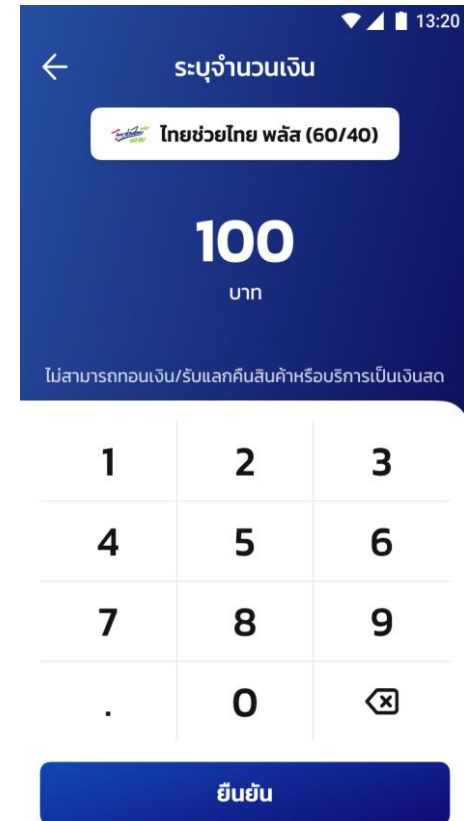 13:20
ระบุจำนวนเงิน
ไทยช่วยไทย พลัส (60/40)
100
บาท
ไม่สามารถทอนเงิน/รับแลกคืนสินค้าหรือบริการเป็นเงินสด
1 2 3
4 5 6
7 8 9
. 0
ยืนยัน